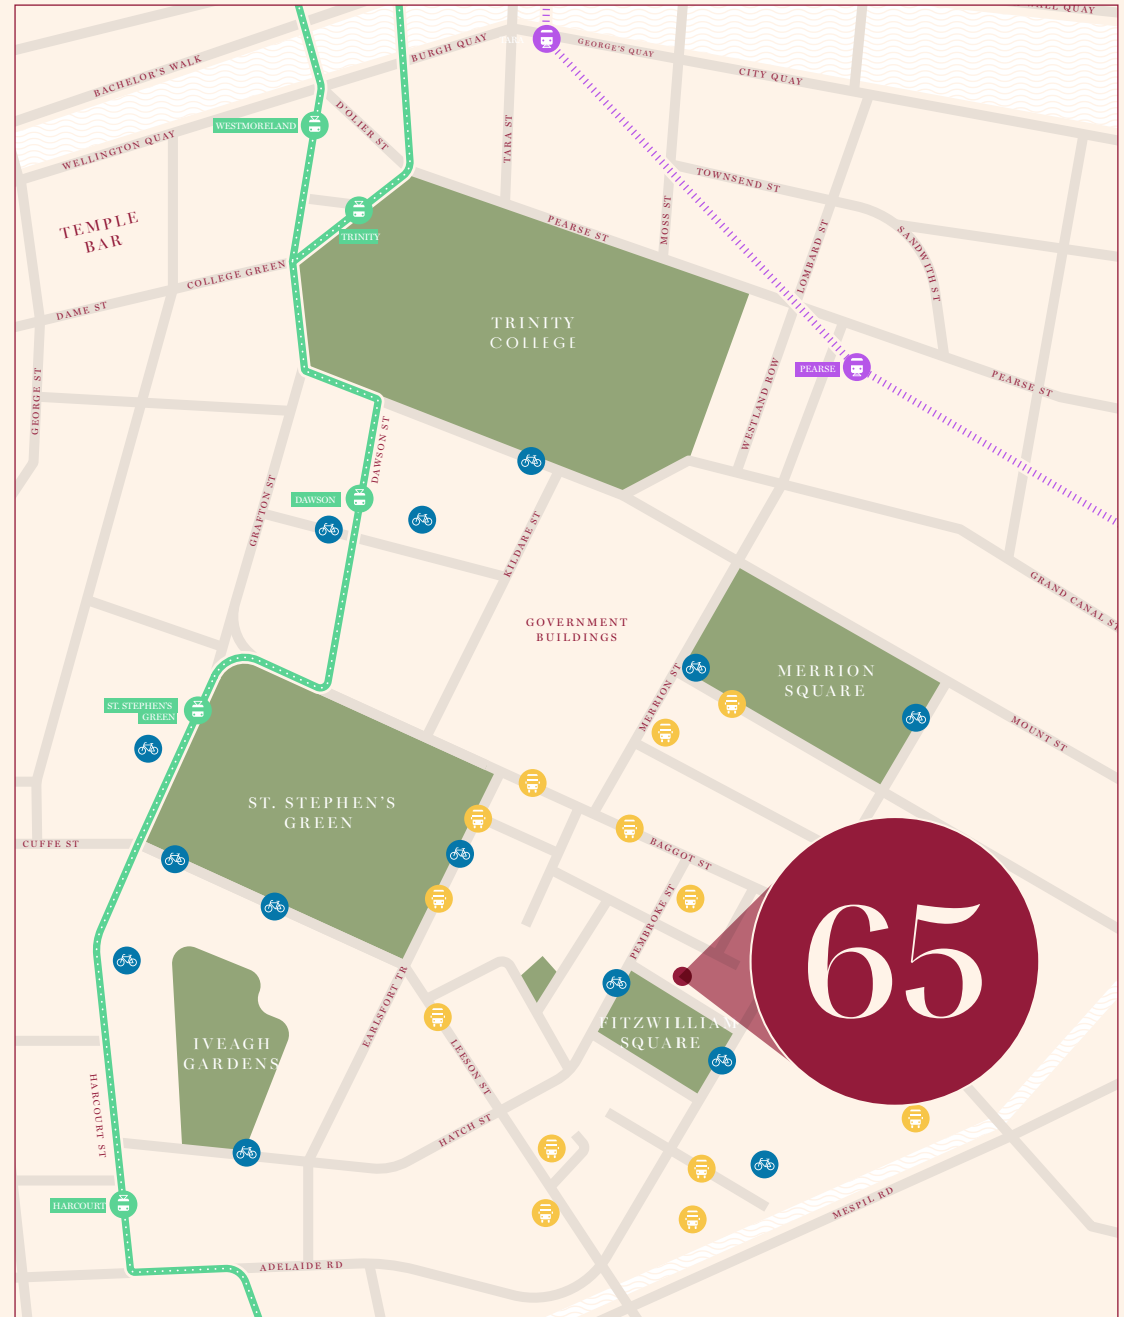 BURGH QUAY
GEORGE'S QUAY
BACHELOR'S WALK
CITY QUAY
D'OLIER ST
WESTMORELAND
TARA ST
WELLINGTON QUAY
TOWNSEND ST
TEMPLE
BAR
TRINITY
PEARSE ST
MOSS ST
LOMBARD ST
SANDWITH ST
COLLEGE GREEN
DAME ST
TRINITY
COLLEGE
GEORGE ST
PEARSE
WESTLAND ROW
PEARSE ST
DAWSON ST
DAWSON
GRAFTON ST
KILDARE ST
GRAND CANAL ST
GOVERNMENT
BUILDINGS
MERRION ST
MERRION
SQUARE
ST. STEPHEN'S
GREEN
MOUNT ST
ST. STEPHEN'S
GREEN
CUFFE ST
BAGGOT ST
PEMBROKE ST
65
EARLSFORT TR
FITZWILLIAM
SQUARE
IVEAGH
GARDENS
LEESON ST
HARCOURT ST
HATCH ST
HARCOURT
MESPIL RD
ADELAIDE RD